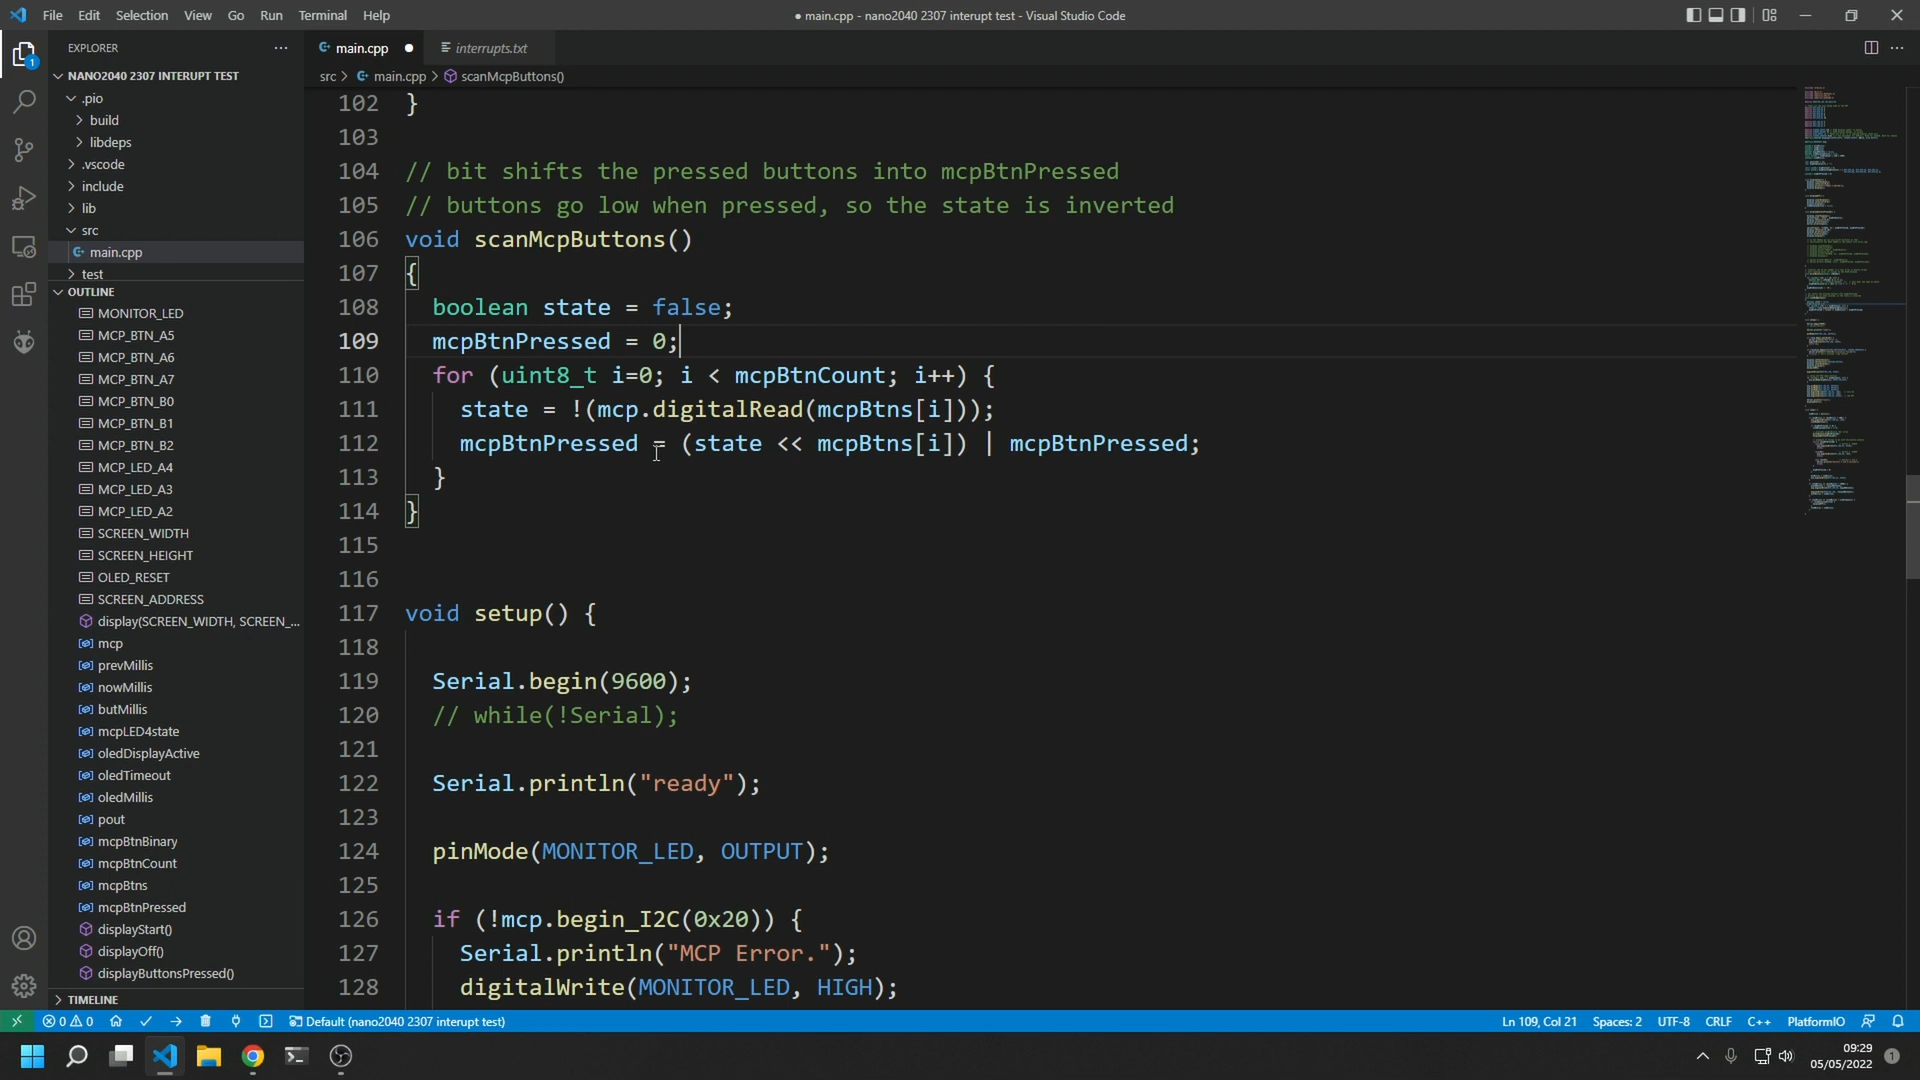 File Edit Selection View Go Run Terminal Help
● main.cpp - nano2040 2307 interupt test - Visual Studio Code
EXPLORER
NANO2040 2307 INTERUPT TEST
.pio
build
libdeps
.vscode
include
lib
src
main.cpp
test
OUTLINE
MONITOR_LED
MCP_BTN_A5
MCP_BTN_A6
MCP_BTN_A7
MCP_BTN_B0
MCP_BTN_B1
MCP_BTN_B2
MCP_LED_A4
MCP_LED_A3
MCP_LED_A2
SCREEN_WIDTH
SCREEN_HEIGHT
OLED_RESET
SCREEN_ADDRESS
display(SCREEN_WIDTH, SCREEN_...
mcp
prevMillis
nowMillis
butMillis
mcpLED4state
oledDisplayActive
oledTimeout
oledMillis
pout
mcpBtnBinary
mcpBtnCount
mcpBtns
mcpBtnPressed
displayStart()
displayOff()
displayButtonsPressed()
TIMELINE
main.cpp
interrupts.txt
src > main.cpp > scanMcpButtons()
102 }
103
104 // bit shifts the pressed buttons into mcpBtnPressed
105 // buttons go low when pressed, so the state is inverted
106 void scanMcpButtons()
107 {
108 boolean state = false;
109 mcpBtnPressed = 0;
110 for (uint8_t i=0; i < mcpBtnCount; i++) {
111 state = !(mcp.digitalRead(mcpBtns[i]));
112 mcpBtnPressed = (state << mcpBtns[i]) | mcpBtnPressed;
113 }
114 }
115
116
117 void setup() {
118
119 Serial.begin(9600);
120 // while(!Serial);
121
122 Serial.println("ready");
123
124 pinMode(MONITOR_LED, OUTPUT);
125
126 if (!mcp.begin_I2C(0x20)) {
127 Serial.println("MCP Error.");
128 digitalWrite(MONITOR_LED, HIGH);
1
0 0
Default (nano2040 2307 interupt test)
Ln 109, Col 21 Spaces: 2 UTF-8 CRLF C++ PlatformIO
09:29
05/05/2022
1